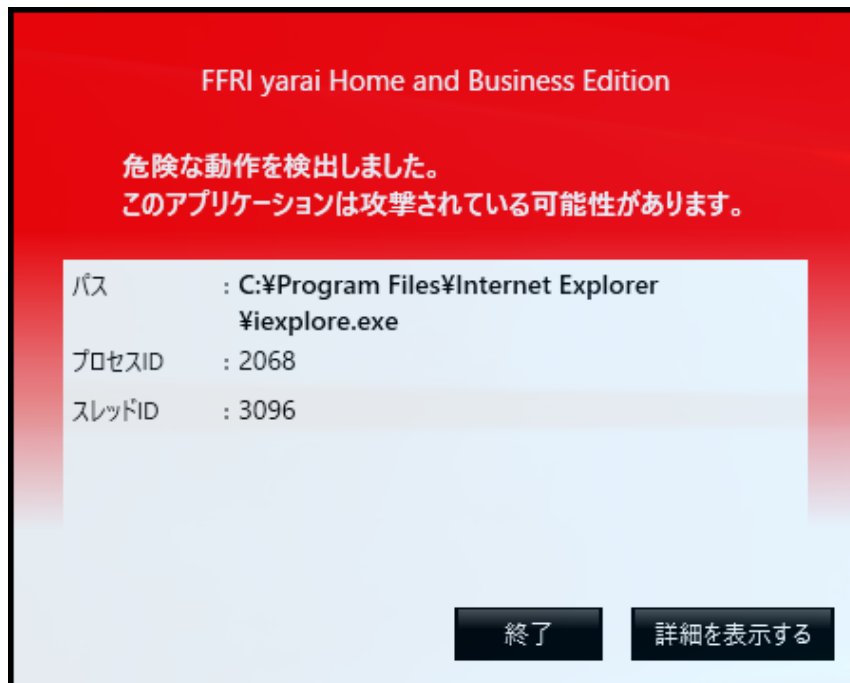 FFRI yarai Home and Business Edition
危険な動作を検出しました。
このアプリケーションは攻撃されている可能性があります。
パス : C:¥Program Files¥Internet Explorer
¥iexplore.exe
プロセスID : 2068
スレッドID : 3096
終了 詳細を表示する